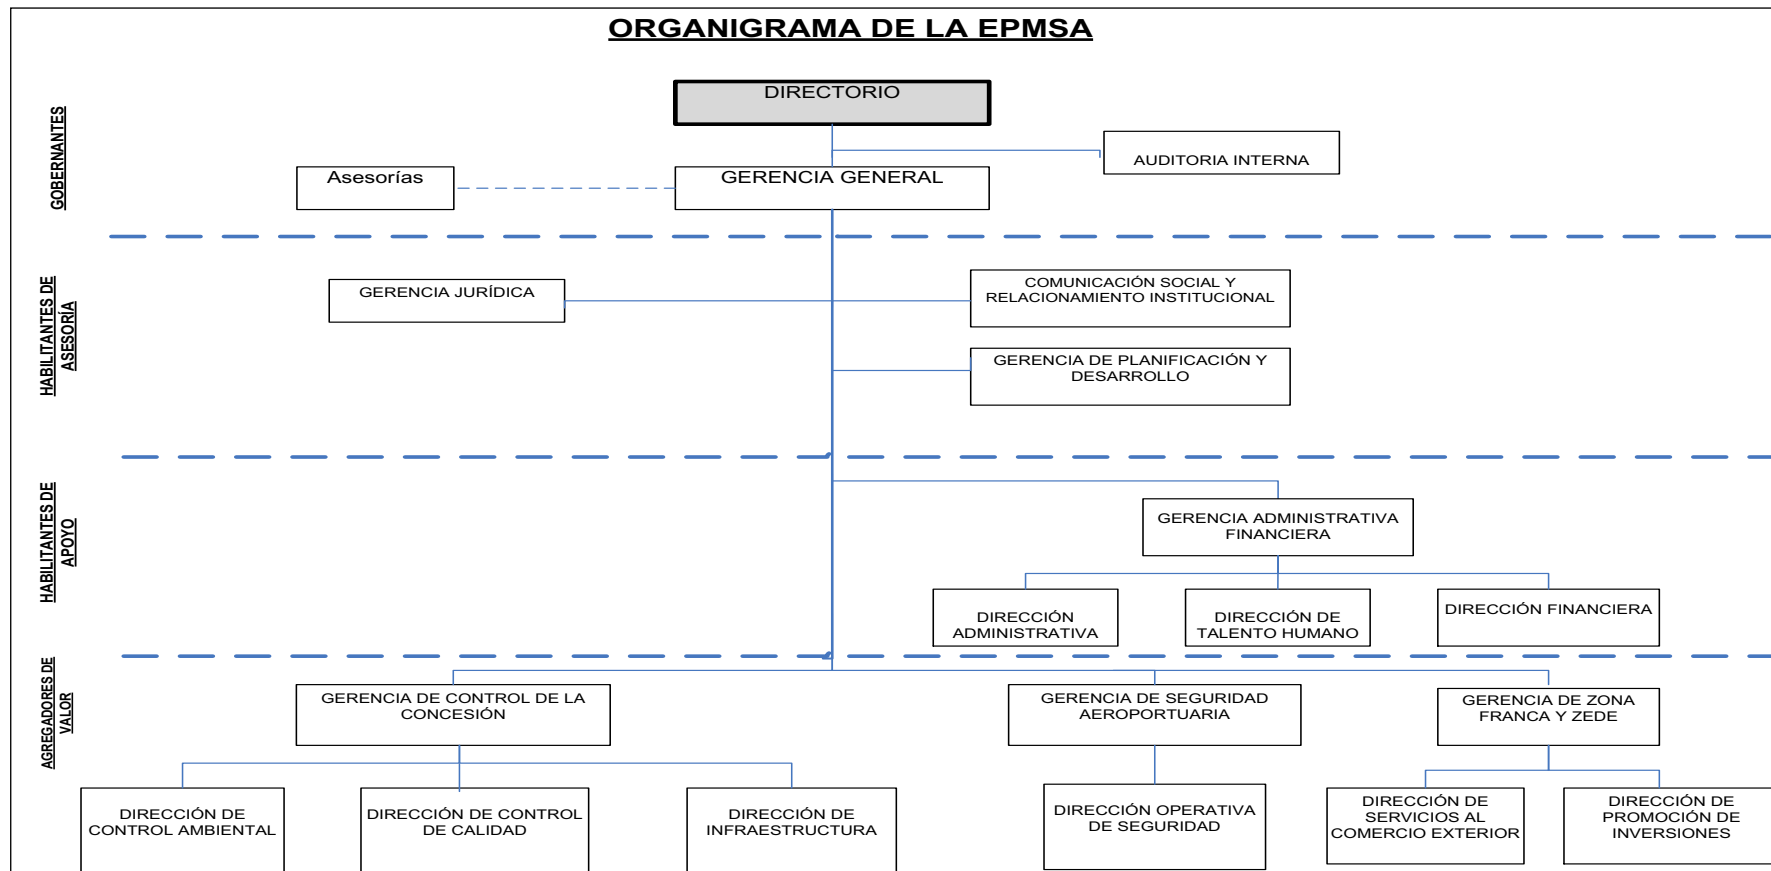 ORGANIGRAMA DE LA EPMSA
GOBERNANTES
DIRECTORIO
AUDITORIA INTERNA
Asesorías
GERENCIA GENERAL
HABILITANTES DE
ASESORÍA
GERENCIA JURÍDICA
COMUNICACIÓN SOCIAL Y
RELACIONAMIENTO INSTITUCIONAL
GERENCIA DE PLANIFICACIÓN Y
DESARROLLO
HABILITANTES DE
APOYO
GERENCIA ADMINISTRATIVA
FINANCIERA
DIRECCIÓN
ADMINISTRATIVA
DIRECCIÓN DE
TALENTO HUMANO
DIRECCIÓN FINANCIERA
AGREGADORES DE
VALOR
GERENCIA DE CONTROL DE LA
CONCESIÓN
GERENCIA DE SEGURIDAD
AEROPORTUARIA
GERENCIA DE ZONA
FRANCA Y ZEDE
DIRECCIÓN DE
CONTROL AMBIENTAL
DIRECCIÓN DE CONTROL
DE CALIDAD
DIRECCIÓN DE
INFRAESTRUCTURA
DIRECCIÓN OPERATIVA
DE SEGURIDAD
DIRECCIÓN DE
SERVICIOS AL
COMERCIO EXTERIOR
DIRECCIÓN DE
PROMOCIÓN DE
INVERSIONES